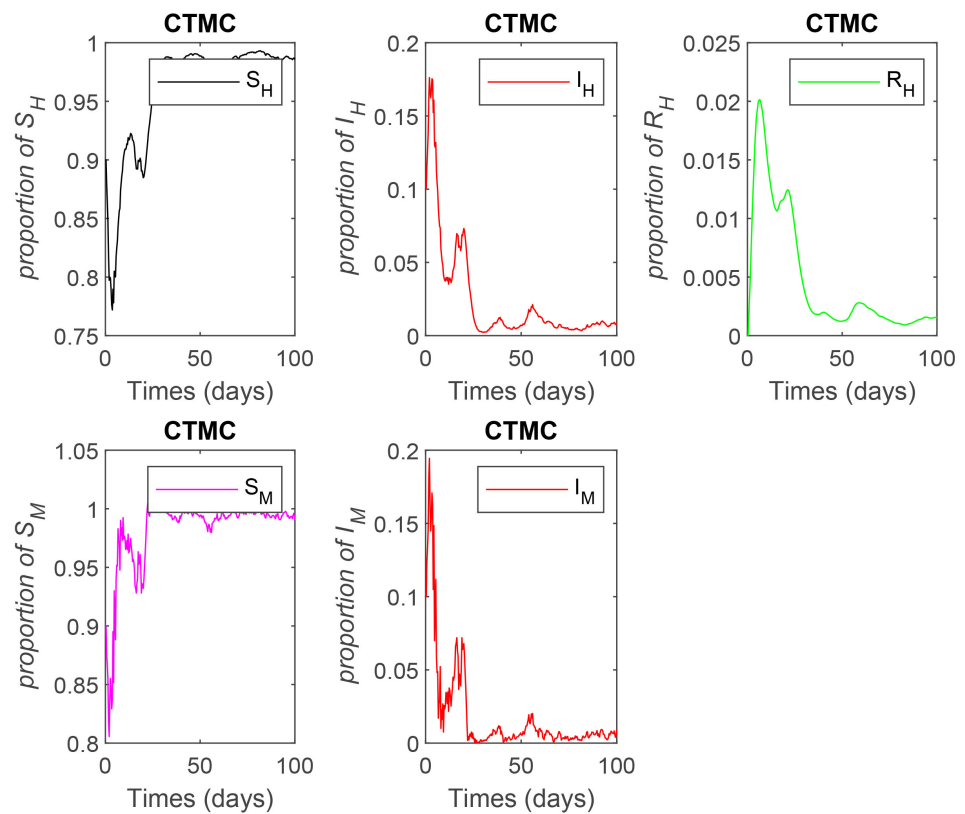 CTMC
1
0.95
0.9
0.85
0.8
0.75
proportion of S_H
S_H
0 50 100
Times (days)
CTMC
0.2
0.15
0.1
0.05
0
proportion of I_H
I_H
0 50 100
Times (days)
CTMC
0.025
0.02
0.015
0.01
0.005
0
proportion of R_H
R_H
0 50 100
Times (days)
CTMC
1.05
1
0.95
0.9
0.85
0.8
proportion of S_M
S_M
0 50 100
Times (days)
CTMC
0.2
0.15
0.1
0.05
0
proportion of I_M
I_M
0 50 100
Times (days)